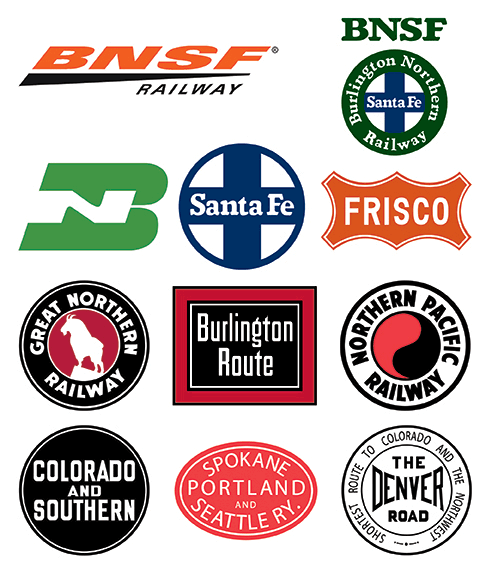 BNSF®
RAILWAY
BNSF
Burlington Northern
Santa Fe
Railway
BN
Santa Fe
FRISCO
GREAT NORTHERN
RAILWAY
Burlington
Route
NORTHERN PACIFIC
RAILWAY
COLORADO
AND
SOUTHERN
SPOKANE
PORTLAND
AND
SEATTLE RY.
SHORTEST ROUTE TO COLORADO AND THE NORTHWEST
THE
DENVER
ROAD